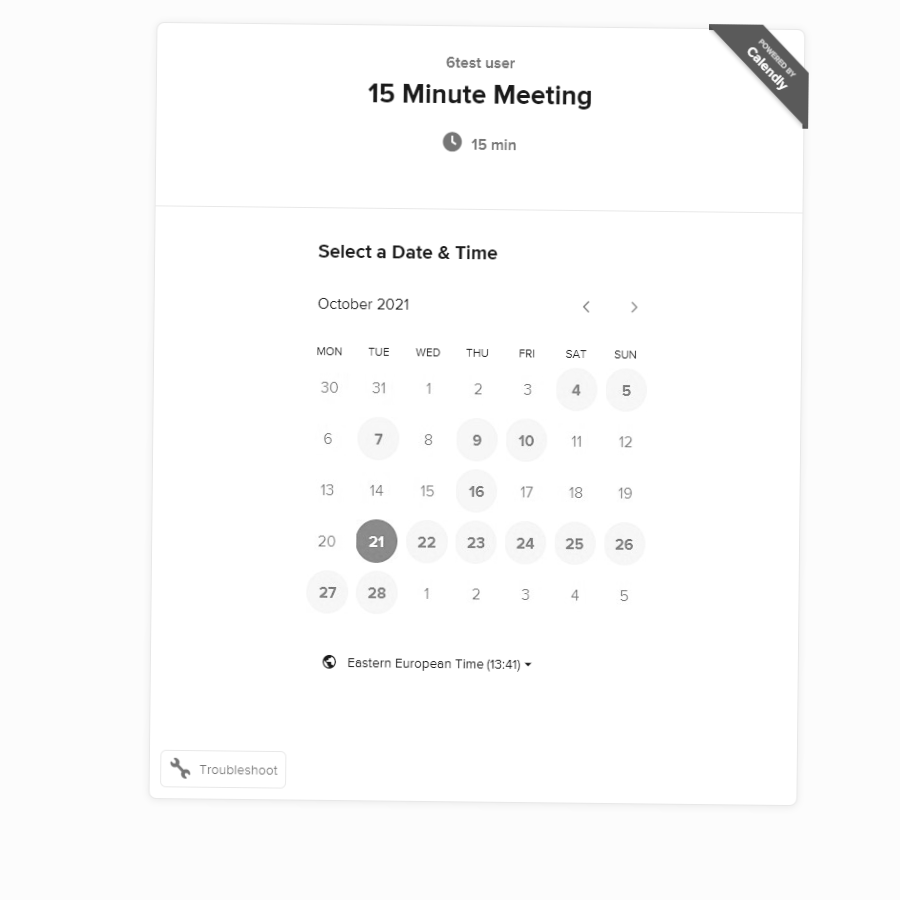 POWERED BY
Calendly
6test user
15 Minute Meeting
15 min
Select a Date & Time
October 2021
MON TUE WED THU FRI SAT SUN
30 31 1 2 3 4 5
6 7 8 9 10 11 12
13 14 15 16 17 18 19
20 21 22 23 24 25 26
27 28 1 2 3 4 5
Eastern European Time (13:41)
Troubleshoot